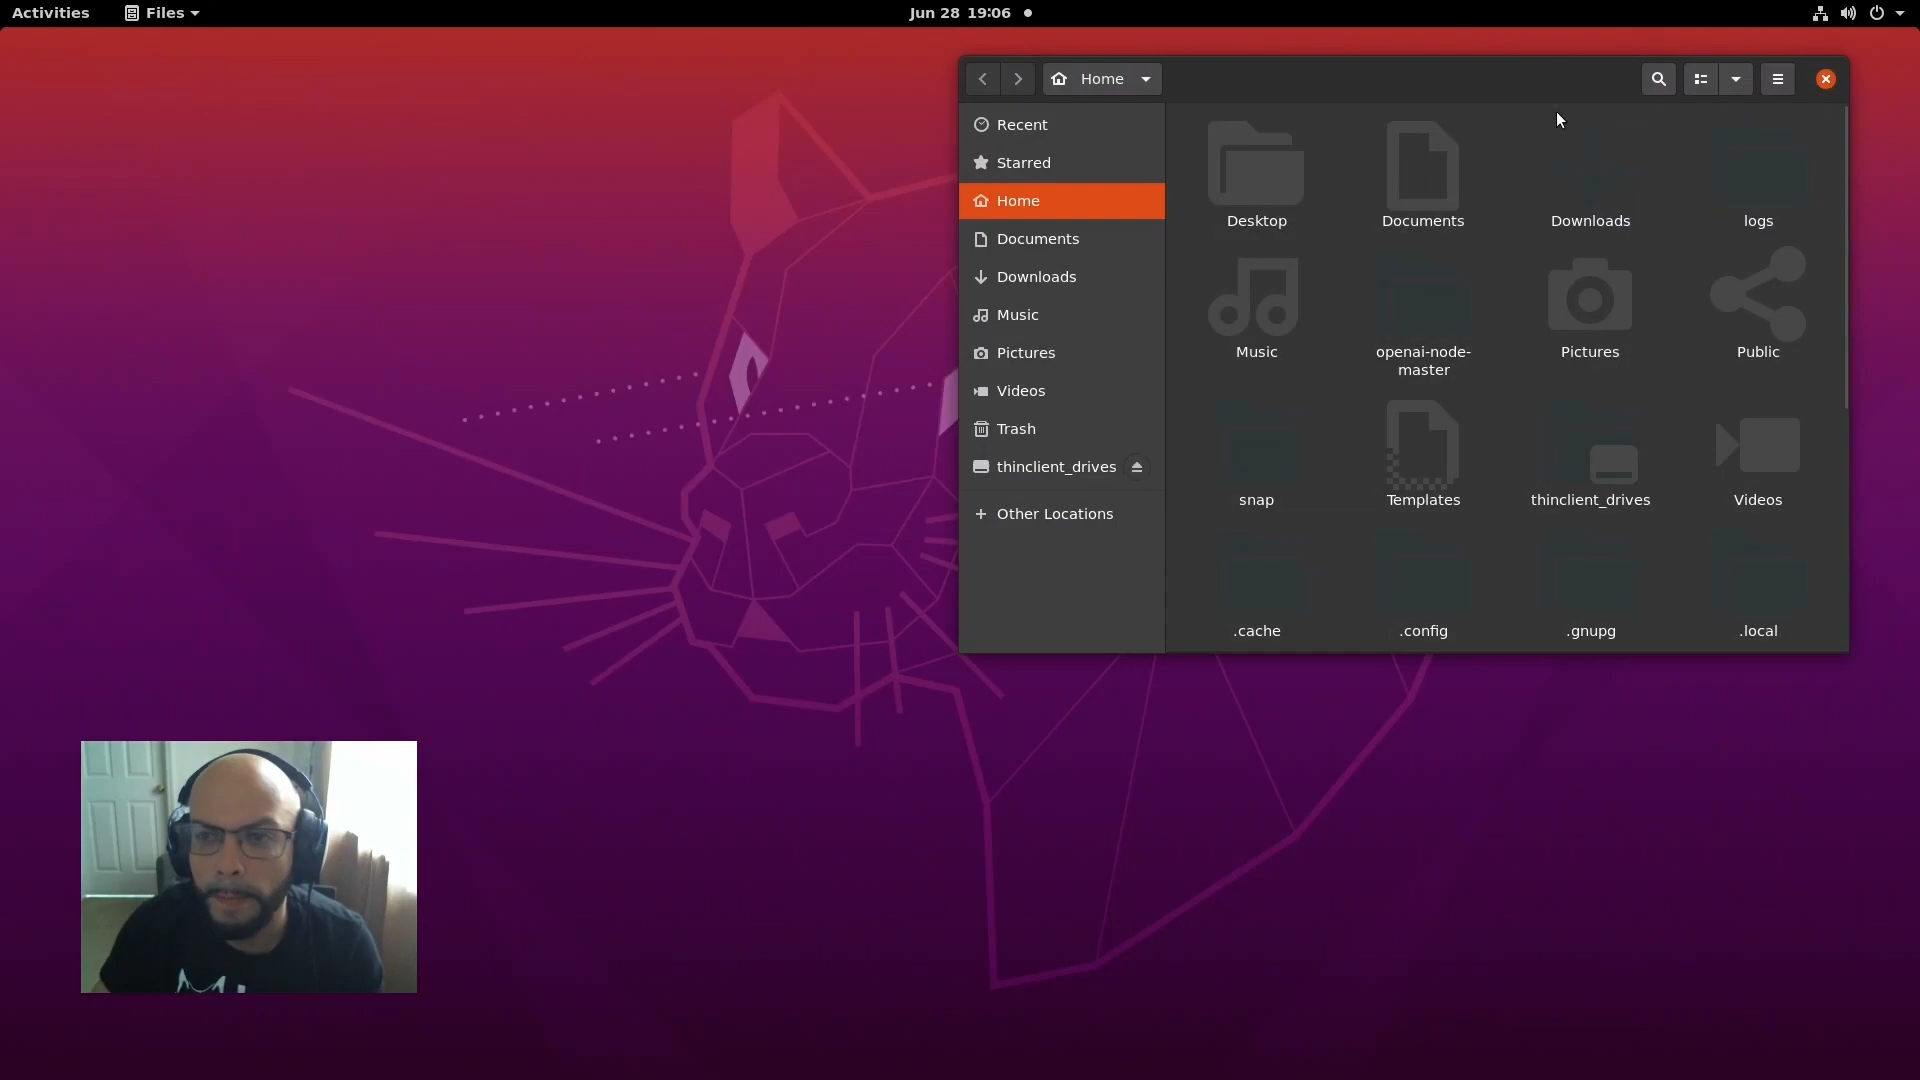 Activities
Files
Jun 28 19:06
Home
Recent
Starred
Home
Documents
Downloads
Music
Pictures
Videos
Trash
thinclient_drives
Other Locations
Desktop
Documents
Downloads
logs
Music
openai-node-
master
Pictures
Public
snap
Templates
thinclient_drives
Videos
.cache
.config
.gnupg
.local